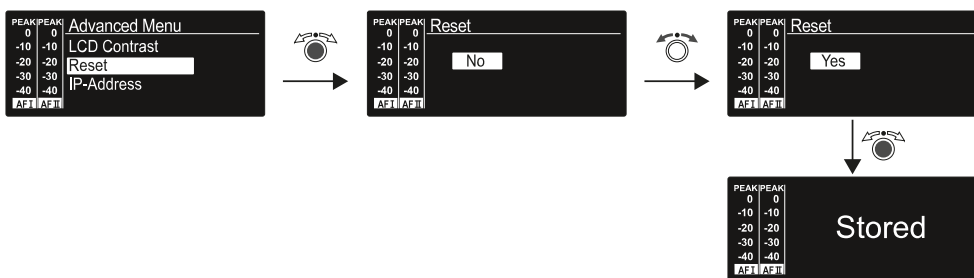 PEAK PEAK Advanced Menu
0 0
-10 -10 LCD Contrast
-20 -20 Reset
-30 -30 IP-Address
-40 -40
AF I AF II
PEAK PEAK Reset
0 0
-10 -10
-20 -20 No
-30 -30
-40 -40
AF I AF II
PEAK PEAK Reset
0 0
-10 -10
-20 -20 Yes
-30 -30
-40 -40
AF I AF II
PEAK PEAK
0 0
-10 -10
-20 -20 Stored
-30 -30
-40 -40
AF I AF II